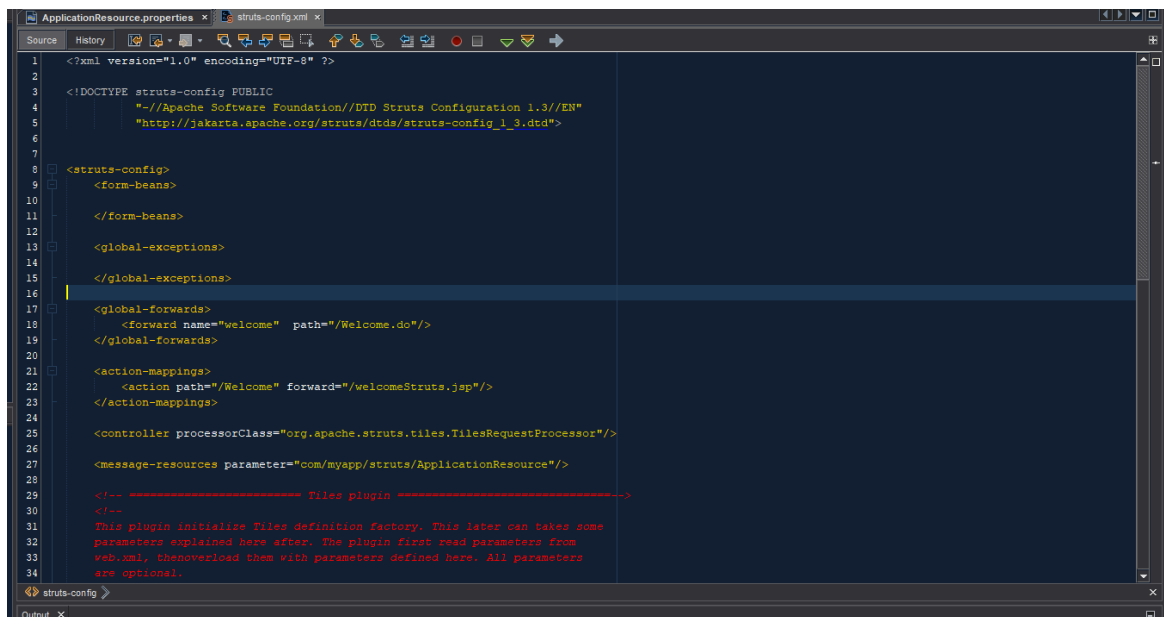 ApplicationResource.properties × struts-config.xml ×
Source History
1 <?xml version="1.0" encoding="UTF-8" ?>
2
3 <!DOCTYPE struts-config PUBLIC
4 "-//Apache Software Foundation//DTD Struts Configuration 1.3//EN"
5 "http://jakarta.apache.org/struts/dtds/struts-config_1_3.dtd">
6
7
8 <struts-config>
9 <form-beans>
10
11 </form-beans>
12
13 <global-exceptions>
14
15 </global-exceptions>
16
17 <global-forwards>
18 <forward name="welcome"  path="/Welcome.do"/>
19 </global-forwards>
20
21 <action-mappings>
22 <action path="/Welcome" forward="/welcomeStruts.jsp"/>
23 </action-mappings>
24
25 <controller processorClass="org.apache.struts.tiles.TilesRequestProcessor"/>
26
27 <message-resources parameter="com/myapp/struts/ApplicationResource"/>
28
29 <!-- ========================= Tiles plugin ===============================-->
30 <!--
31 This plugin initialize Tiles definition factory. This later can takes some
32 parameters explained here after. The plugin first read parameters from
33 web.xml, thenoverload them with parameters defined here. All parameters
34 are optional.
struts-config
Output ×